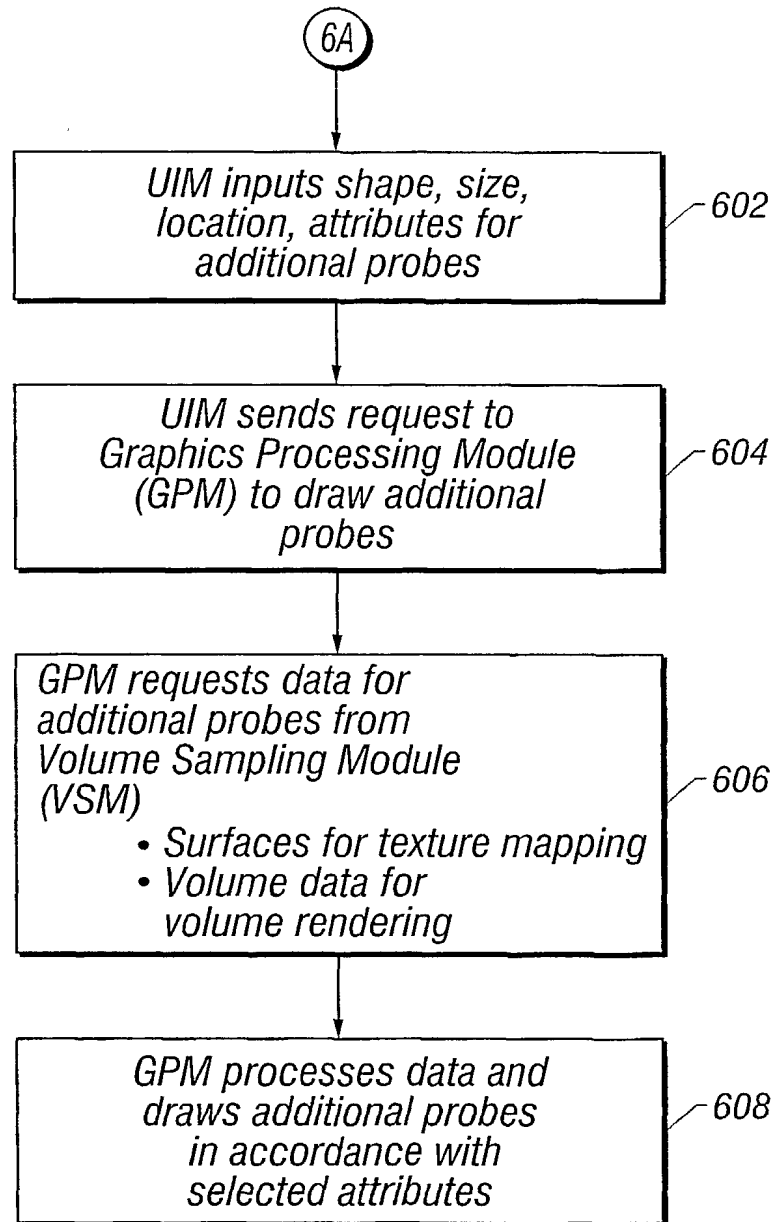 6A
UIM inputs shape, size,
location, attributes for
additional probes
602
UIM sends request to
Graphics Processing Module
(GPM) to draw additional
probes
604
GPM requests data for
additional probes from
Volume Sampling Module
(VSM)
• Surfaces for texture mapping
• Volume data for
volume rendering
606
GPM processes data and
draws additional probes
in accordance with
selected attributes
608